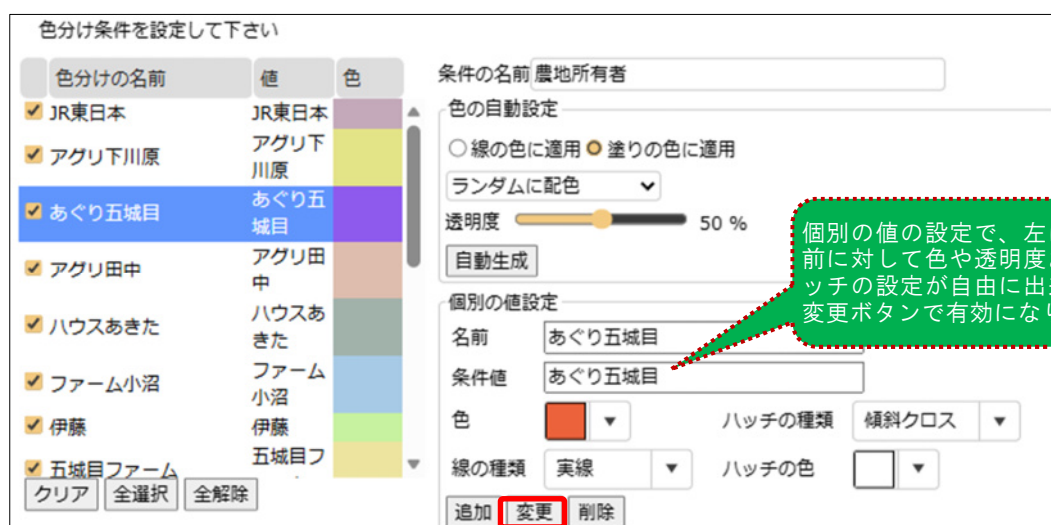 色分け条件を設定して下さい
色分けの名前 値 色
JR東日本 JR東日本
アグリ下川原 アグリ下
川原
あぐり五城目 あぐり五
城目
アグリ田中 アグリ田
中
ハウスあきた ハウスあ
きた
ファーム小沼 ファーム
小沼
伊藤 伊藤
五城目ファーム 五城目フ
クリア 全選択 全解除
条件の名前 農地所有者
色の自動設定
線の色に適用 塗りの色に適用
ランダムに配色
透明度 50 %
自動生成
個別の値設定
名前 あぐり五城目
条件値 あぐり五城目
色 ハッチの種類 傾斜クロス
線の種類 実線 ハッチの色
追加 変更 削除
個別の値の設定で、左
前に対して色や透明度
ッチの設定が自由に出
変更ボタンで有効にな